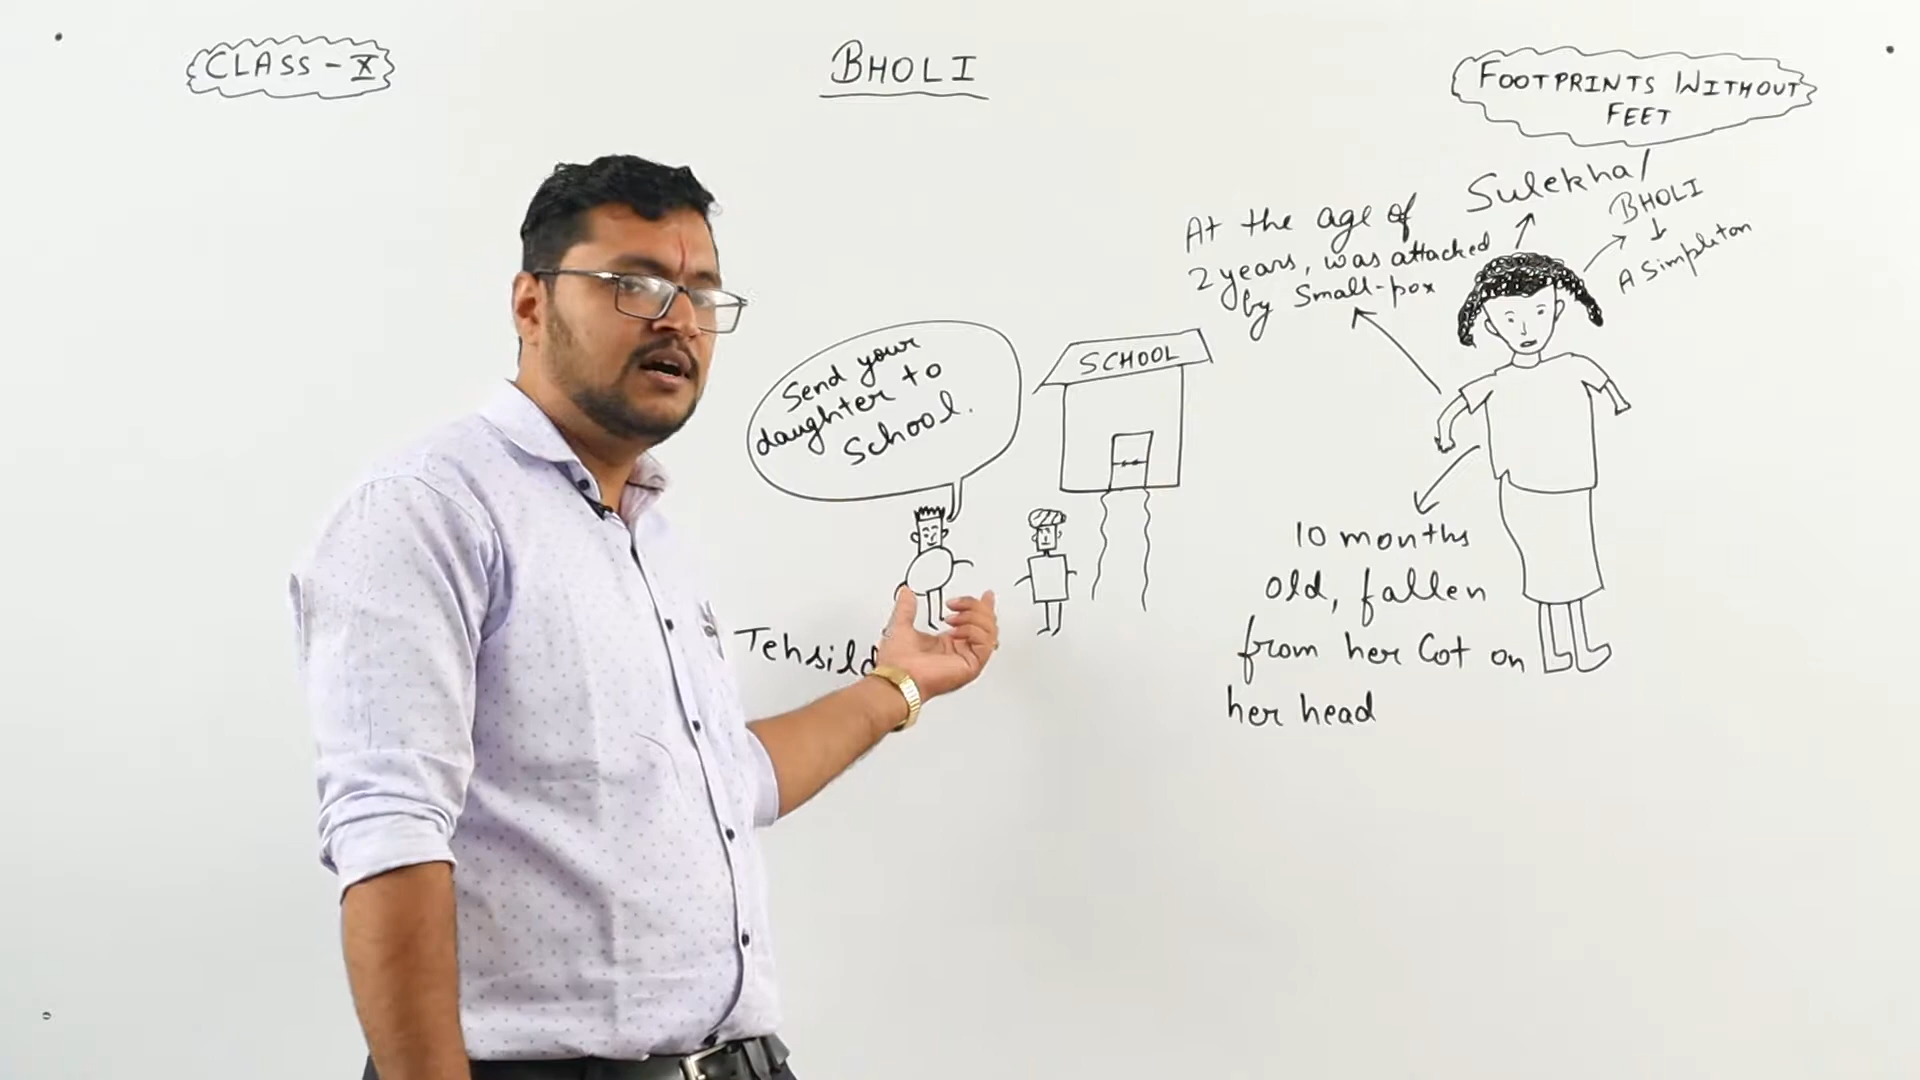 CLASS - X
BHOLI
FOOTPRINTS WITHOUT
FEET
Sulekha/
BHOLI
A Simpleton
At the age of
2 years, was attacked
by Small-pox
Send your
daughter to
School.
SCHOOL
10 months
old, fallen
from her Cot on
her head